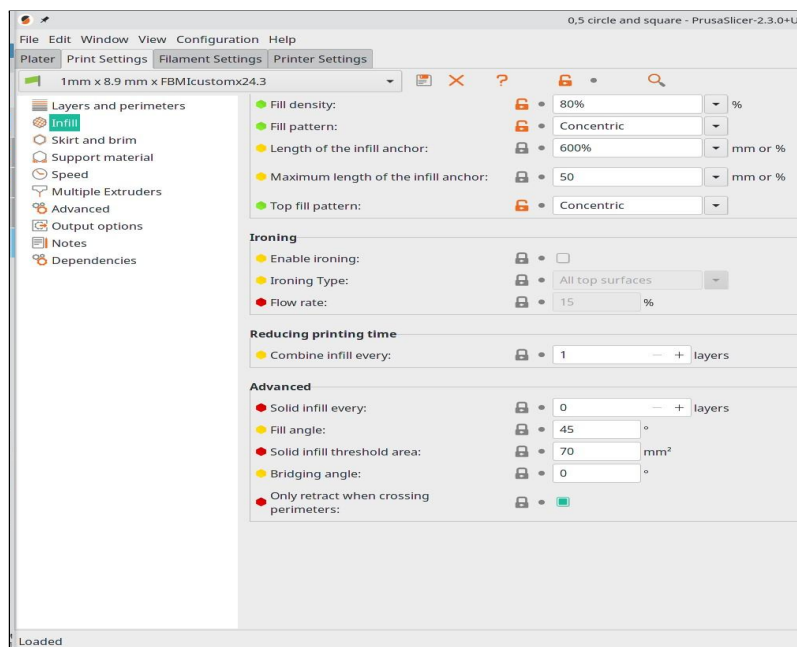 0,5 circle and square - PrusaSlicer-2.3.0+U
File Edit Window View Configuration Help
Plater Print Settings Filament Settings Printer Settings
1mm x 8.9 mm x FBMIcustomx24.3
Layers and perimeters
Infill
Skirt and brim
Support material
Speed
Multiple Extruders
Advanced
Output options
Notes
Dependencies
Fill density: 80% %
Fill pattern: Concentric
Length of the infill anchor: 600% mm or %
Maximum length of the infill anchor: 50 mm or %
Top fill pattern: Concentric
Ironing
Enable ironing:
Ironing Type: All top surfaces
Flow rate: 15 %
Reducing printing time
Combine infill every: 1 layers
Advanced
Solid infill every: 0 layers
Fill angle: 45 °
Solid infill threshold area: 70 mm²
Bridging angle: 0 °
Only retract when crossing
perimeters:
Loaded